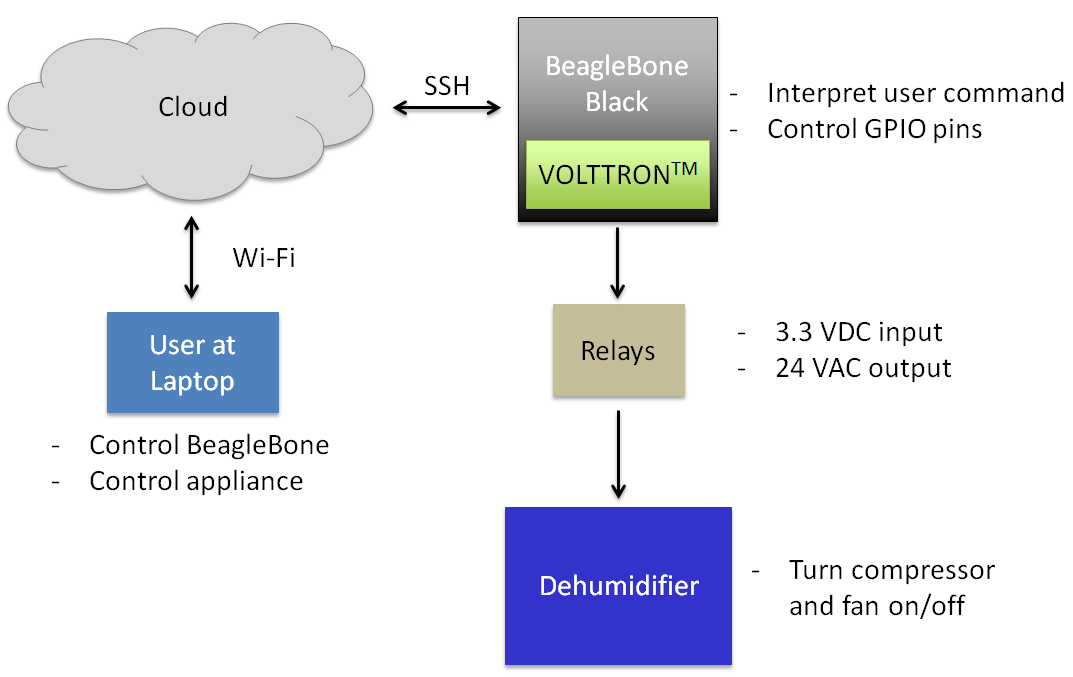 Cloud
SSH
BeagleBone
Black
VOLTTRON™
- Interpret user command
- Control GPIO pins
Wi-Fi
User at
Laptop
- Control BeagleBone
- Control appliance
Relays
- 3.3 VDC input
- 24 VAC output
Dehumidifier
- Turn compressor
and fan on/off